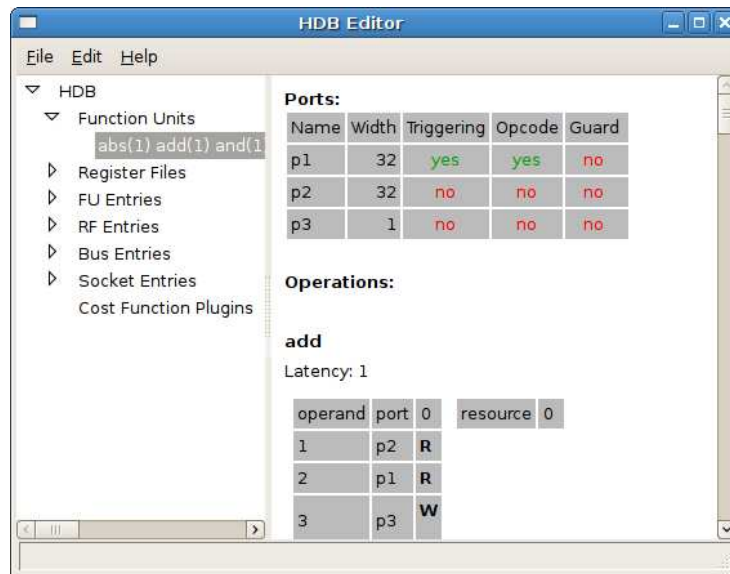 HDB Editor
File Edit Help
HDB
Function Units
abs(1) add(1) and(1
Register Files
FU Entries
RF Entries
Bus Entries
Socket Entries
Cost Function Plugins
Ports:
Name Width Triggering Opcode Guard
p1 32 yes yes no
p2 32 no no no
p3 1 no no no
Operations:
add
Latency: 1
operand port 0 resource 0
1 p2 R
2 p1 R
3 p3 W